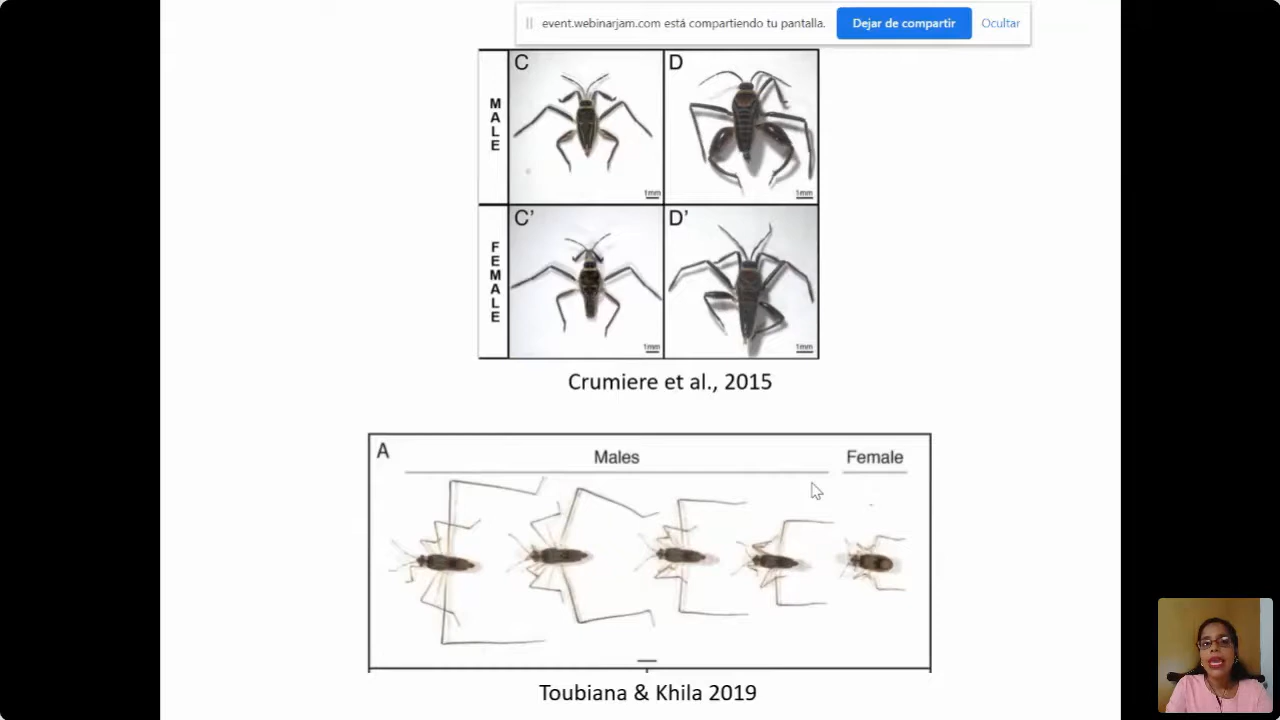 event.webinarjam.com está compartiendo tu pantalla. Dejar de compartir Ocultar
C D
MALE
1mm 1mm
C' D'
FEMALE
1mm 1mm
Crumiere et al., 2015
A Males Female
Toubiana & Khila 2019